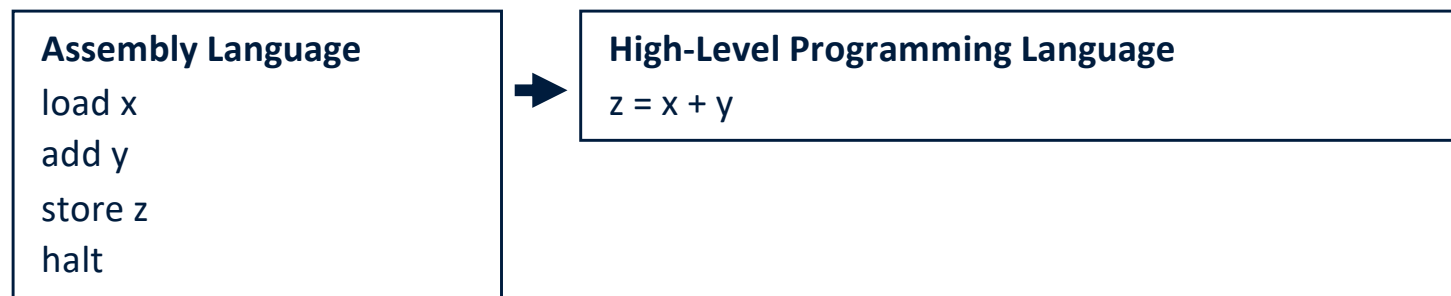 Assembly Language
load x
add y
store z
halt
High-Level Programming Language
z = x + y